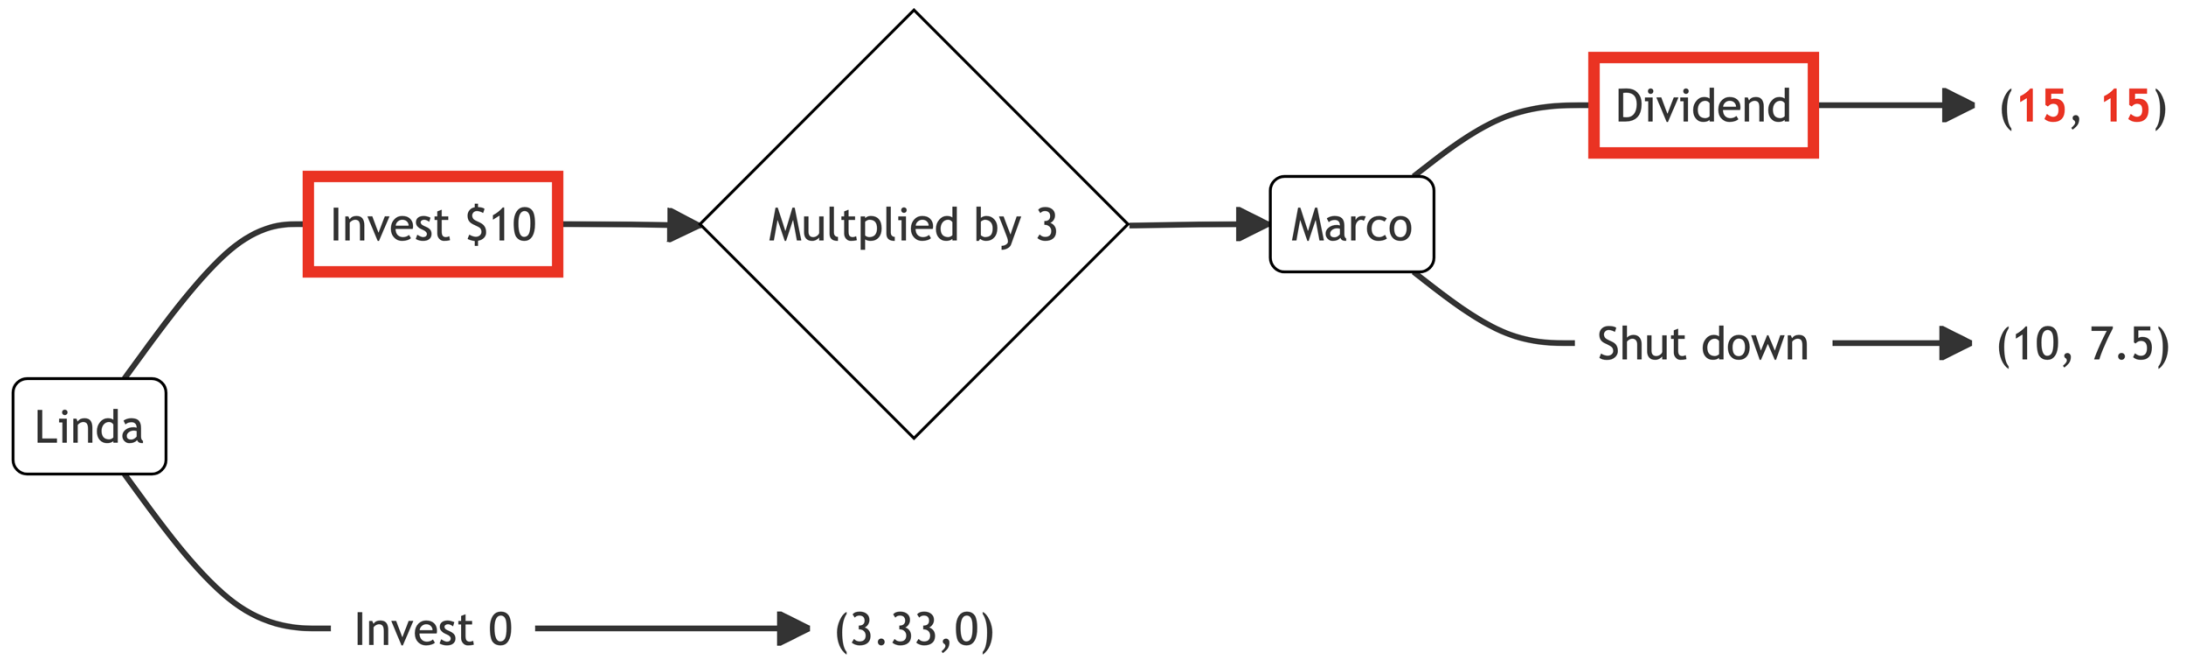 Dividend
(15, 15)
Invest $10
Multplied by 3
Marco
Shut down
(10, 7.5)
Linda
Invest 0
(3.33,0)